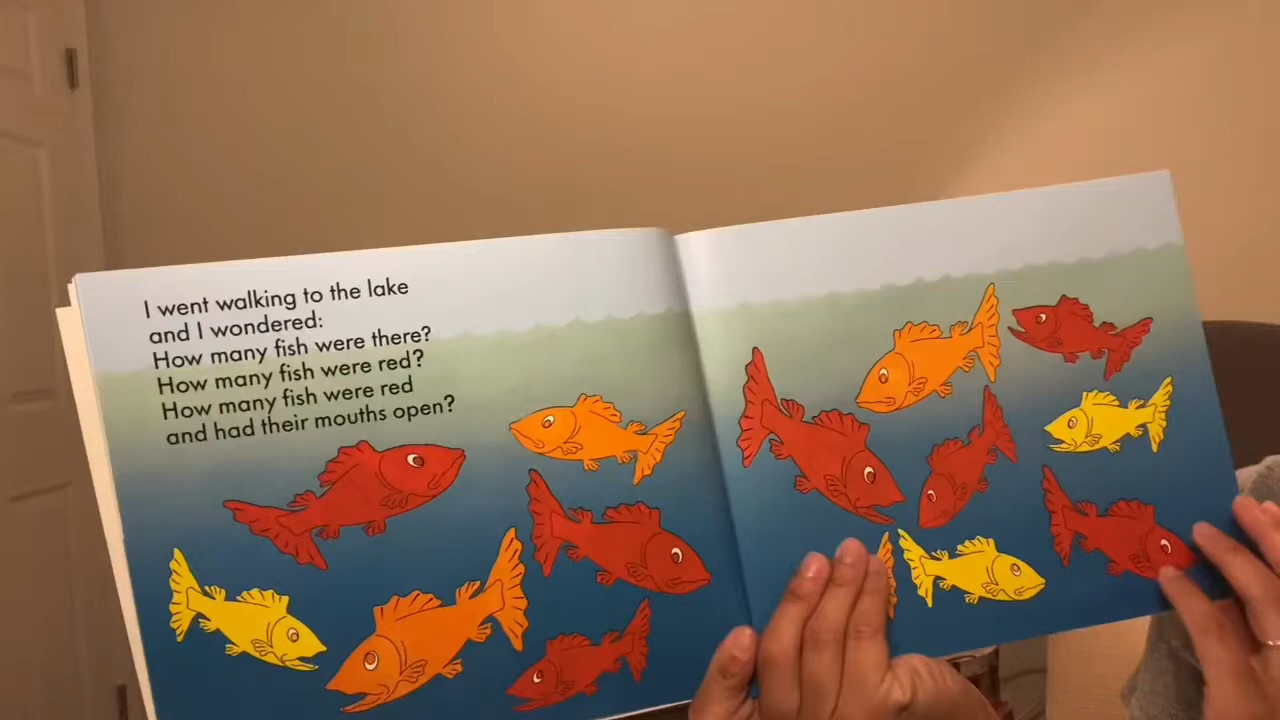 I went walking to the lake
and I wondered:
How many fish were there?
How many fish were red?
How many fish were red
and had their mouths open?